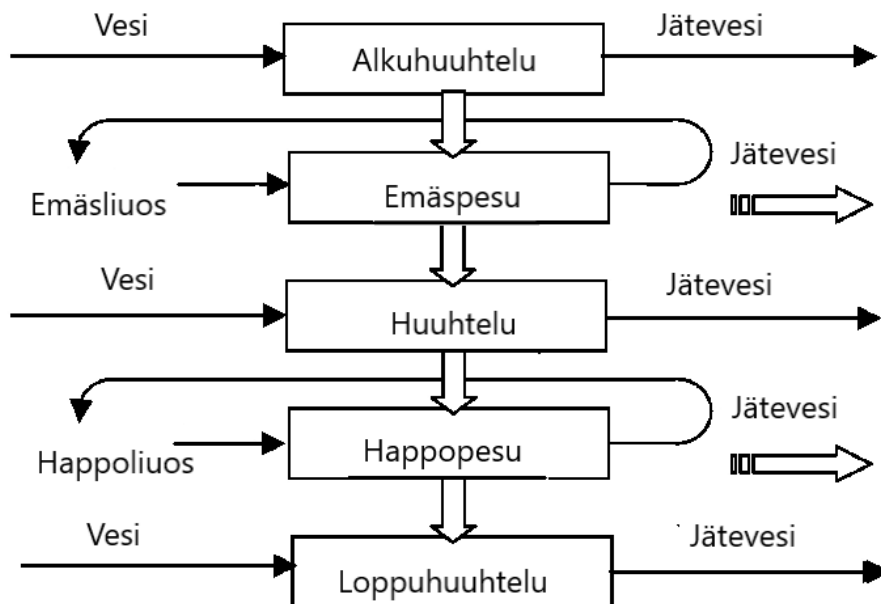 Vesi
Jätevesi
Alkuhuuhtelu
Jätevesi
Emäsliuos
Emäspesu
Vesi
Jätevesi
Huuhtelu
Jätevesi
Happoliuos
Happopesu
Vesi
Jätevesi
Loppuhuuhtelu